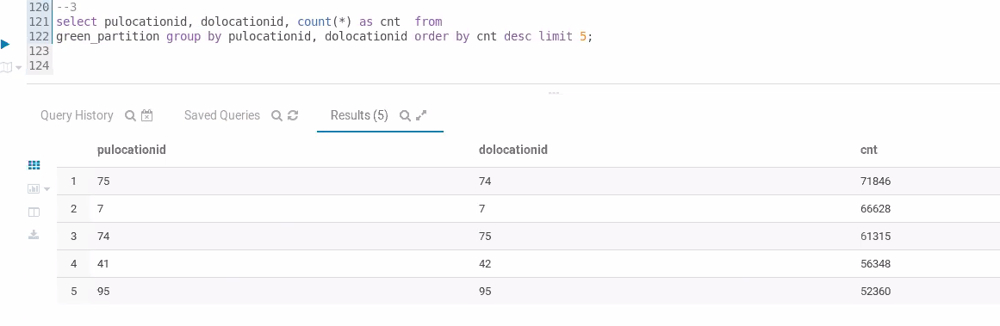 120 --3
121 select pulocationid, dolocationid, count(*) as cnt  from
122 green_partition group by pulocationid, dolocationid order by cnt desc limit 5;
123
124
Query History Saved Queries Results (5)
pulocationid dolocationid cnt
1 75 74 71846
2 7 7 66628
3 74 75 61315
4 41 42 56348
5 95 95 52360